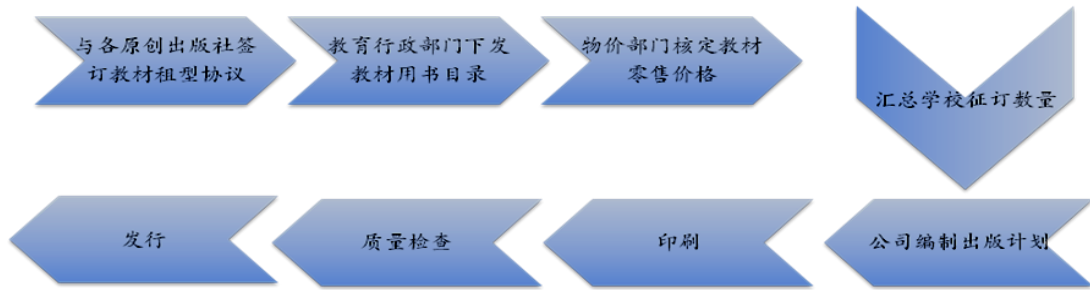 与各原创出版社签
订教材租型协议
教育行政部门下发
教材用书目录
物价部门核定教材
零售价格
汇总学校征订数量
公司编制出版计划
印刷
质量检查
发行